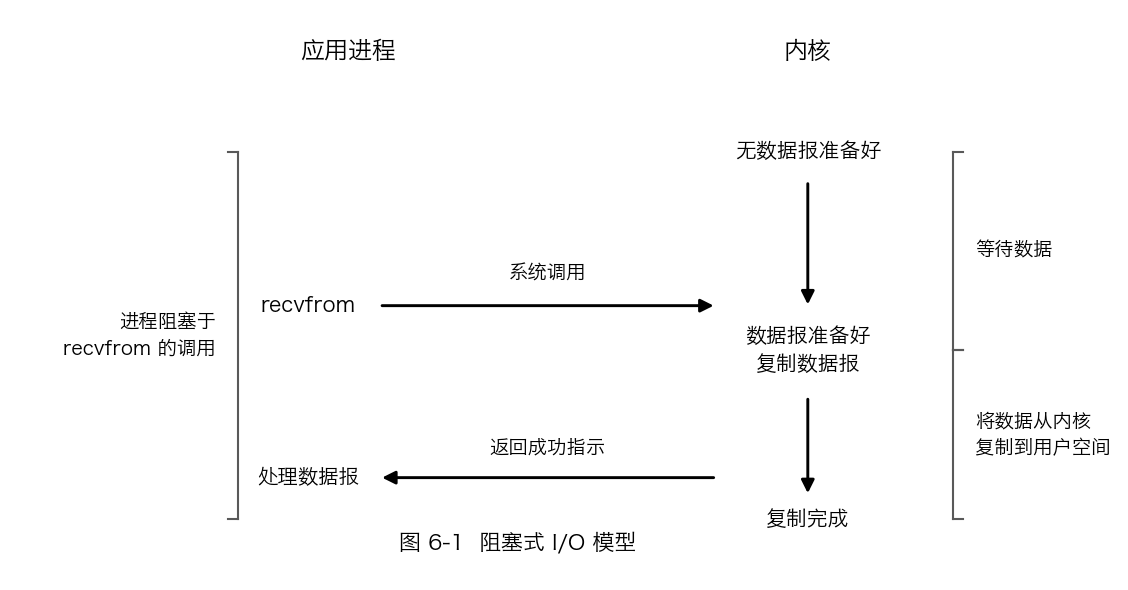 应用进程
内核
无数据报准备好
等待数据
系统调用
recvfrom
进程阻塞于
recvfrom 的调用
数据报准备好
复制数据报
将数据从内核
复制到用户空间
返回成功指示
处理数据报
复制完成
图 6-1 阻塞式 I/O 模型